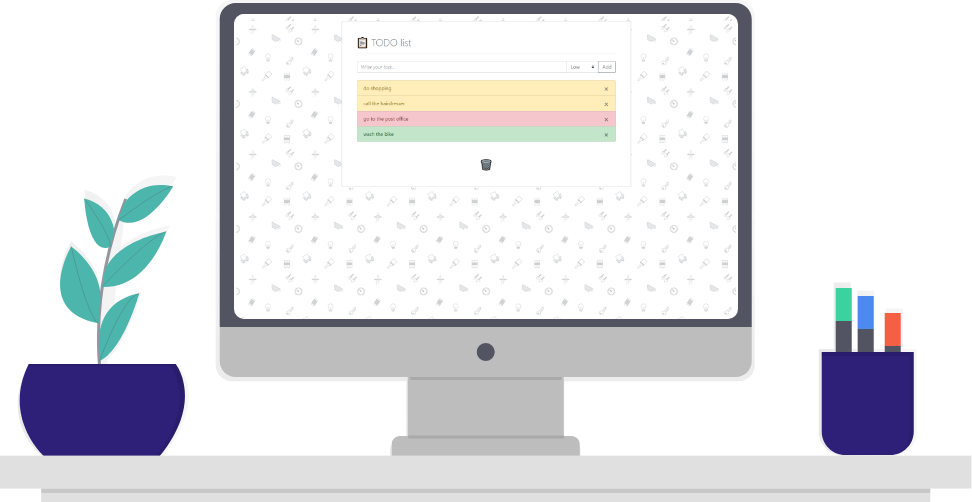 TODO list
Write your task...
Low
Add
do shopping
call the hairdresser
go to the post office
wash the bike